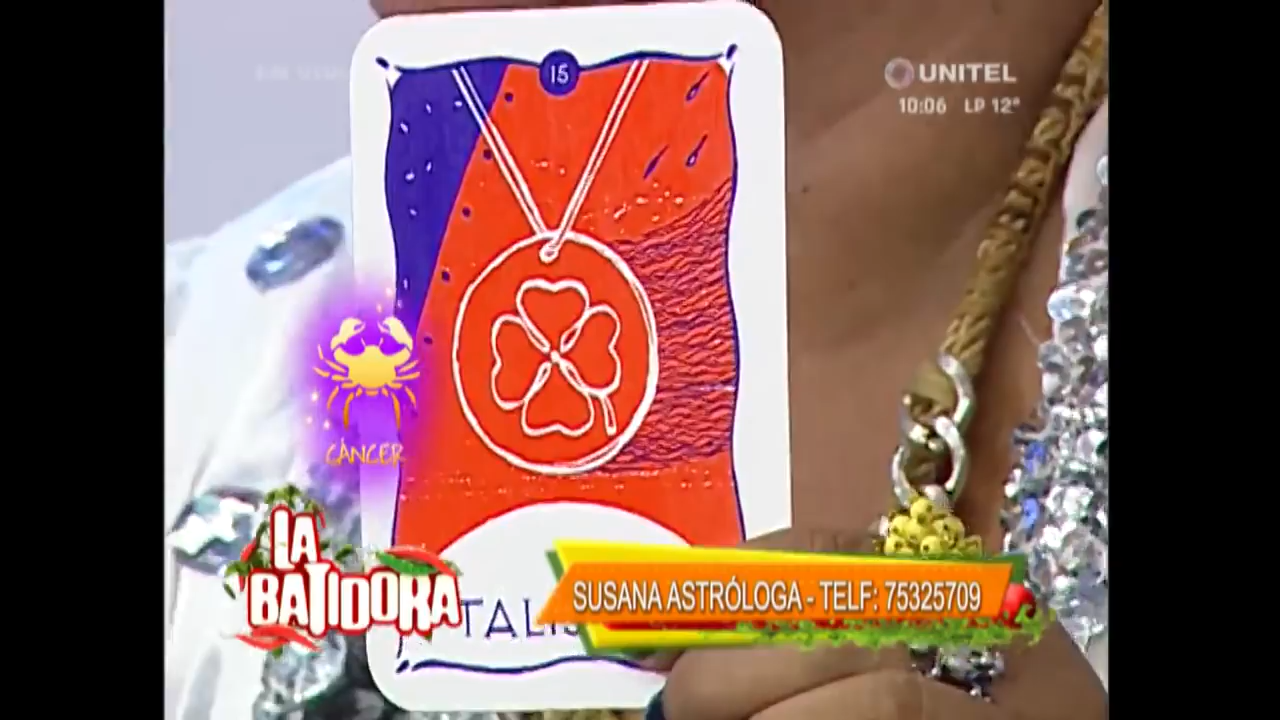 15
UNITEL
10:06 LP 12°
CÁNCER
LA
BATIDORA
SUSANA ASTRÓLOGA - TELF: 75325709